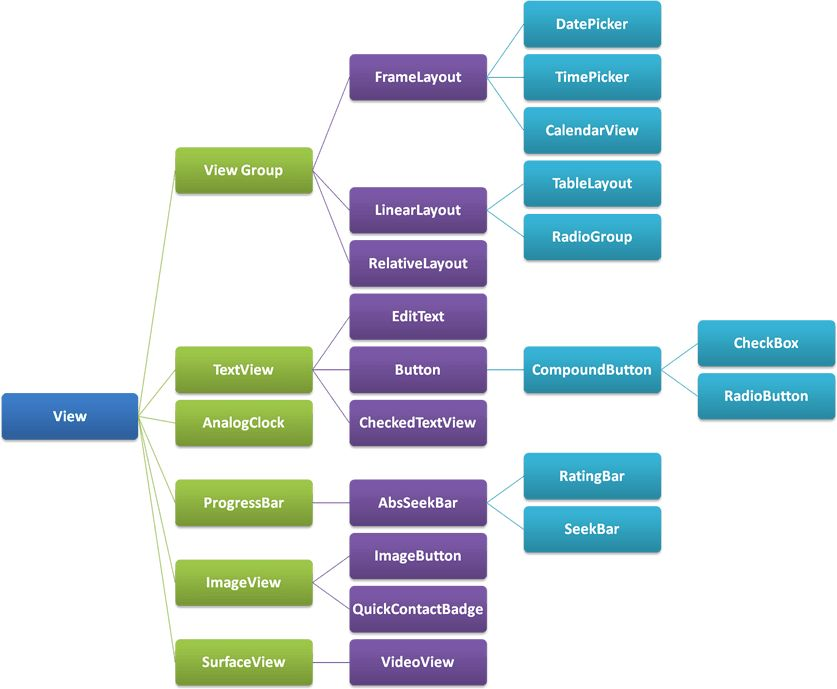 DatePicker
FrameLayout
TimePicker
CalendarView
View Group
TableLayout
LinearLayout
RadioGroup
RelativeLayout
EditText
CheckBox
TextView
Button
CompoundButton
RadioButton
View
AnalogClock
CheckedTextView
RatingBar
ProgressBar
AbsSeekBar
SeekBar
ImageButton
ImageView
QuickContactBadge
SurfaceView
VideoView